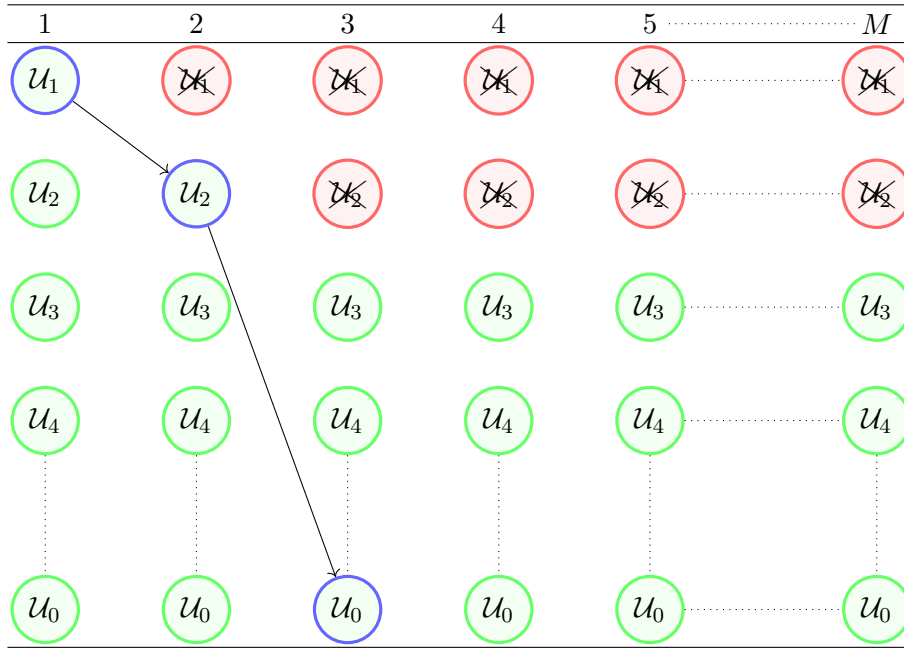 1 2 3 4 5 M
𝒰₁ 𝒰₁ 𝒰₁ 𝒰₁ 𝒰₁ 𝒰₁
𝒰₂ 𝒰₂ 𝒰₂ 𝒰₂ 𝒰₂ 𝒰₂
𝒰₃ 𝒰₃ 𝒰₃ 𝒰₃ 𝒰₃ 𝒰₃
𝒰₄ 𝒰₄ 𝒰₄ 𝒰₄ 𝒰₄ 𝒰₄
𝒰₀ 𝒰₀ 𝒰₀ 𝒰₀ 𝒰₀ 𝒰₀